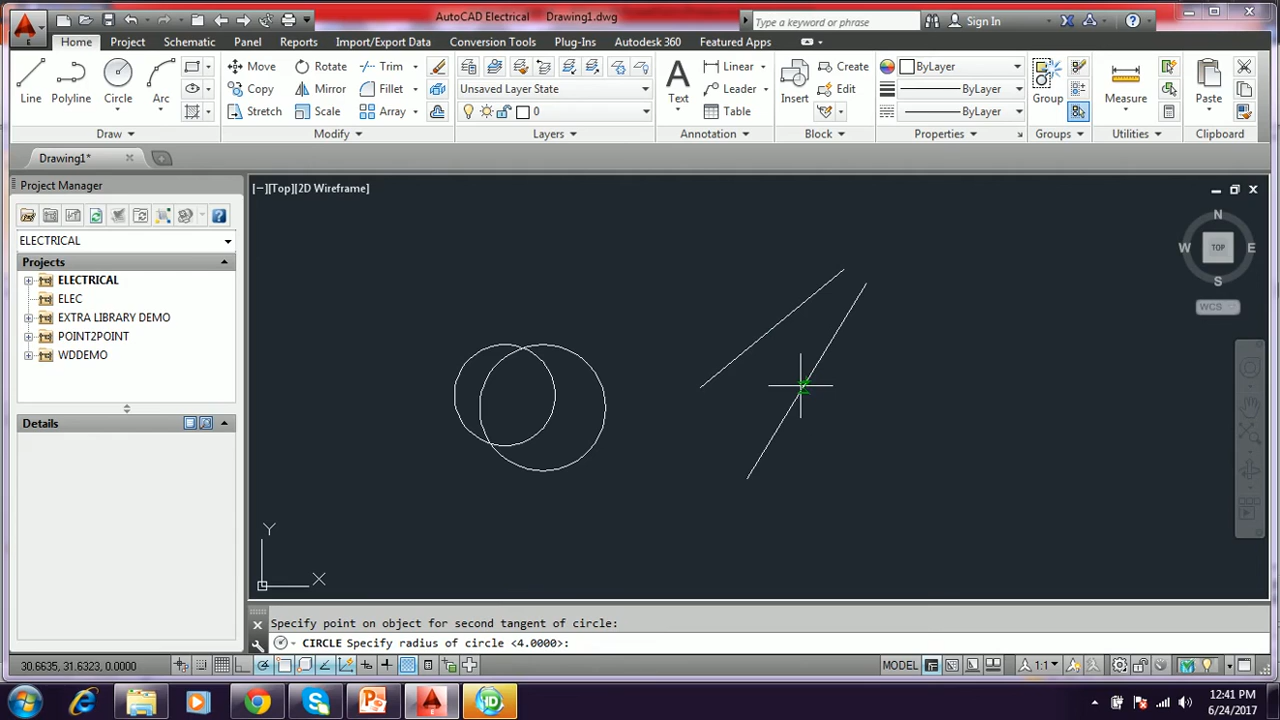 AutoCAD Electrical Drawing1.dwg
Type a keyword or phrase
Sign In
Home Project Schematic Panel Reports Import/Export Data Conversion Tools Plug-Ins Autodesk 360 Featured Apps
Line Polyline Circle Arc
Draw
Move Rotate Trim
Copy Mirror Fillet
Stretch Scale Array
Modify
Unsaved Layer State
0
Layers
Text
Linear
Leader
Table
Annotation
Insert
Create
Edit
Block
ByLayer
ByLayer
ByLayer
Properties
Group
Groups
Measure
Utilities
Paste
Clipboard
Drawing1*
Project Manager
ELECTRICAL
Projects
ELECTRICAL
ELEC
EXTRA LIBRARY DEMO
POINT2POINT
WDDEMO
Details
[−][Top][2D Wireframe]
N
W TOP E
S
WCS
Y
X
Specify point on object for second tangent of circle:
CIRCLE Specify radius of circle <4.0000>:
30.6635, 31.6323, 0.0000
MODEL
1:1
12:41 PM
6/24/2017